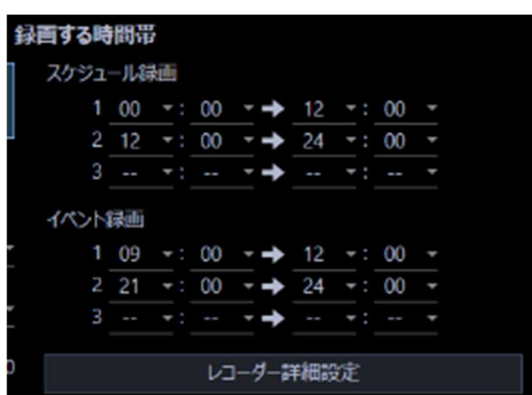 録画する時間帯
スケジュール録画
1 00 : 00 → 12 : 00
2 12 : 00 → 24 : 00
3 -- : -- → -- : --
イベント録画
1 09 : 00 → 12 : 00
2 21 : 00 → 24 : 00
3 -- : -- → -- : --
レコーダー詳細設定